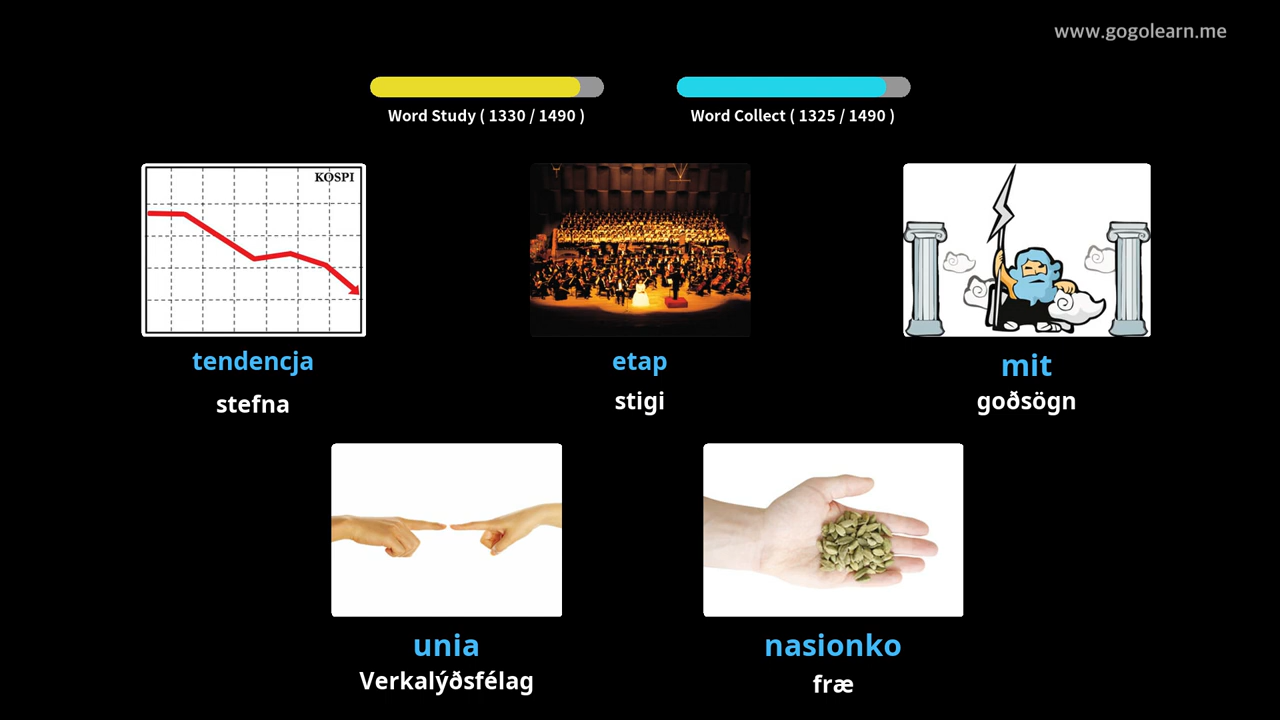 www.gogolearn.me
Word Study ( 1330 / 1490 )
Word Collect ( 1325 / 1490 )
KOSPI
tendencja
stefna
etap
stigi
mit
goðsögn
unia
Verkalýðsfélag
nasionko
fræ